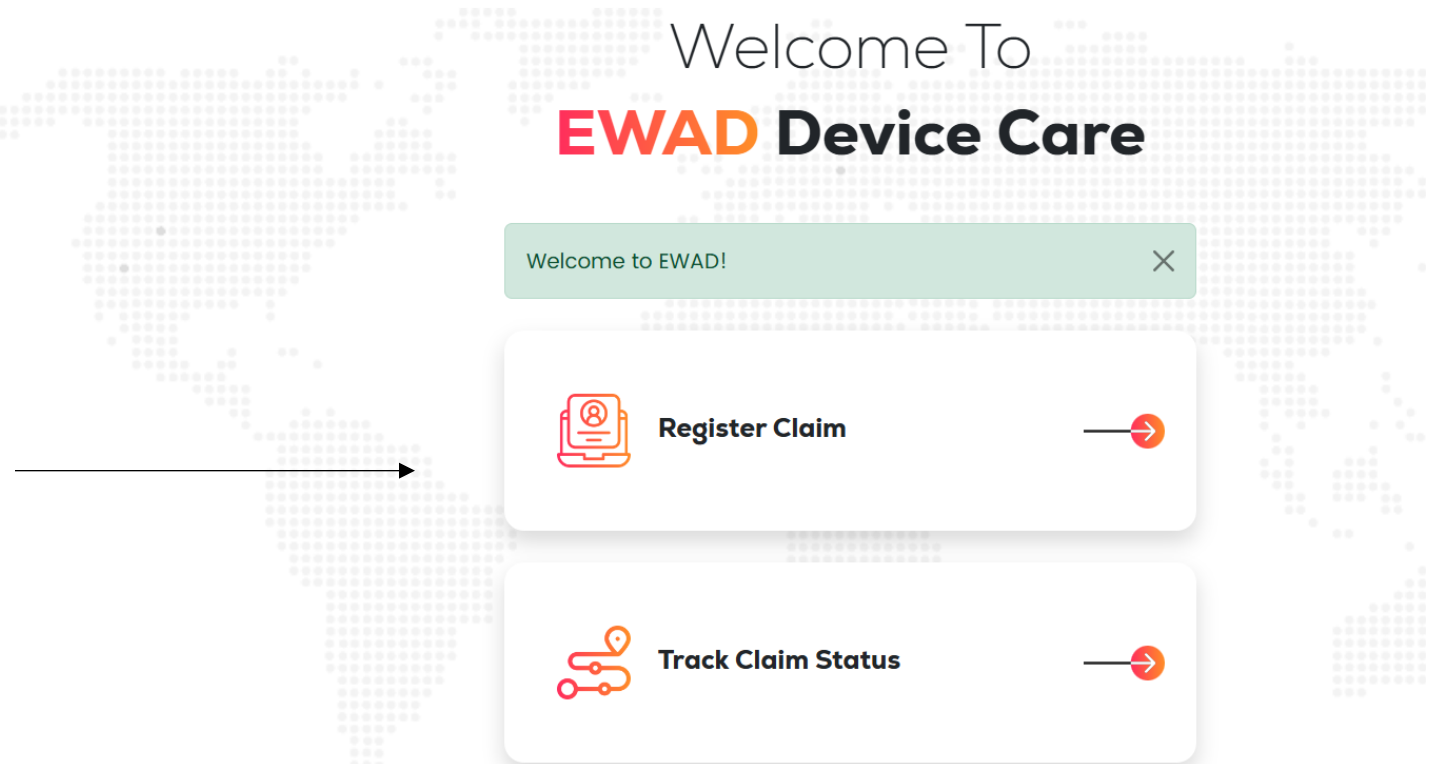 Welcome To
EWAD Device Care
Welcome to EWAD!
Register Claim
Track Claim Status